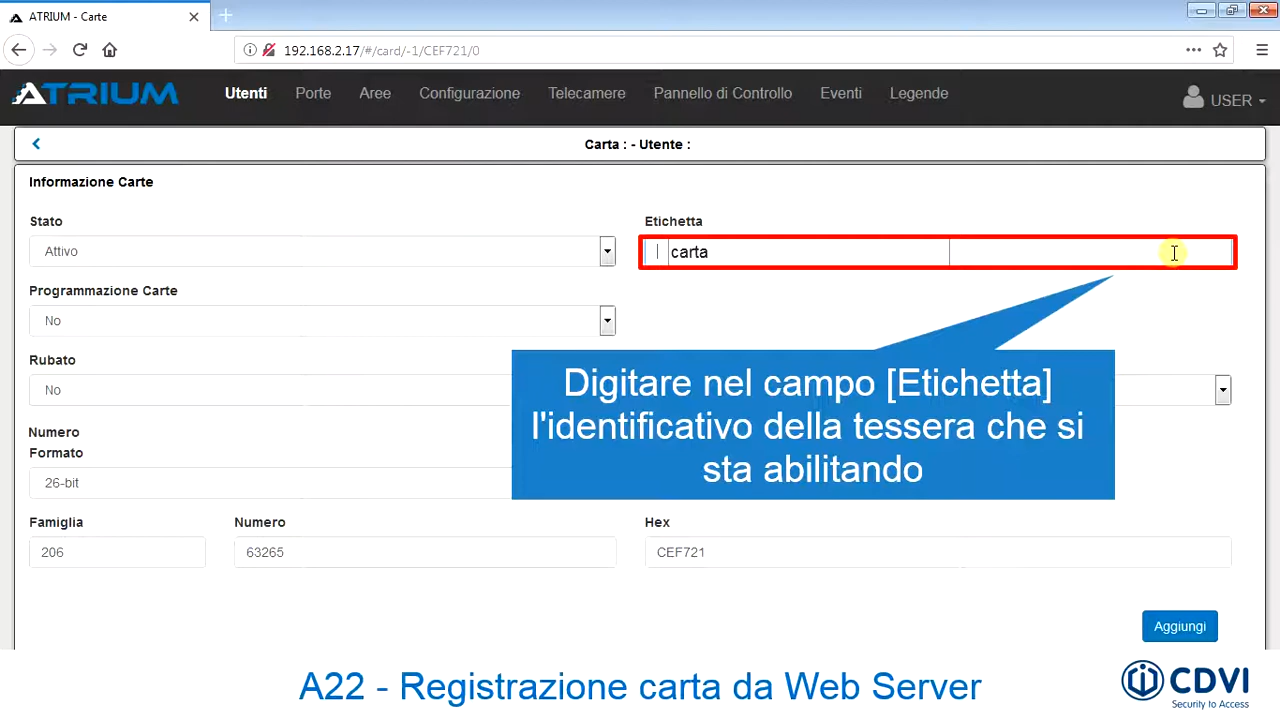 ATRIUM - Carte
192.168.2.17/#/card/-1/CEF721/0
ATRIUM
Utenti
Porte
Aree
Configurazione
Telecamere
Pannello di Controllo
Eventi
Legende
USER
Carta : - Utente :
Informazione Carte
Stato
Etichetta
Attivo
carta
Programmazione Carte
No
Rubato
No
Digitare nel campo [Etichetta]
l'identificativo della tessera che si
sta abilitando
Numero
Formato
26-bit
Famiglia
Numero
Hex
206
63265
CEF721
Aggiungi
A22 - Registrazione carta da Web Server
CDVI
Security to Access